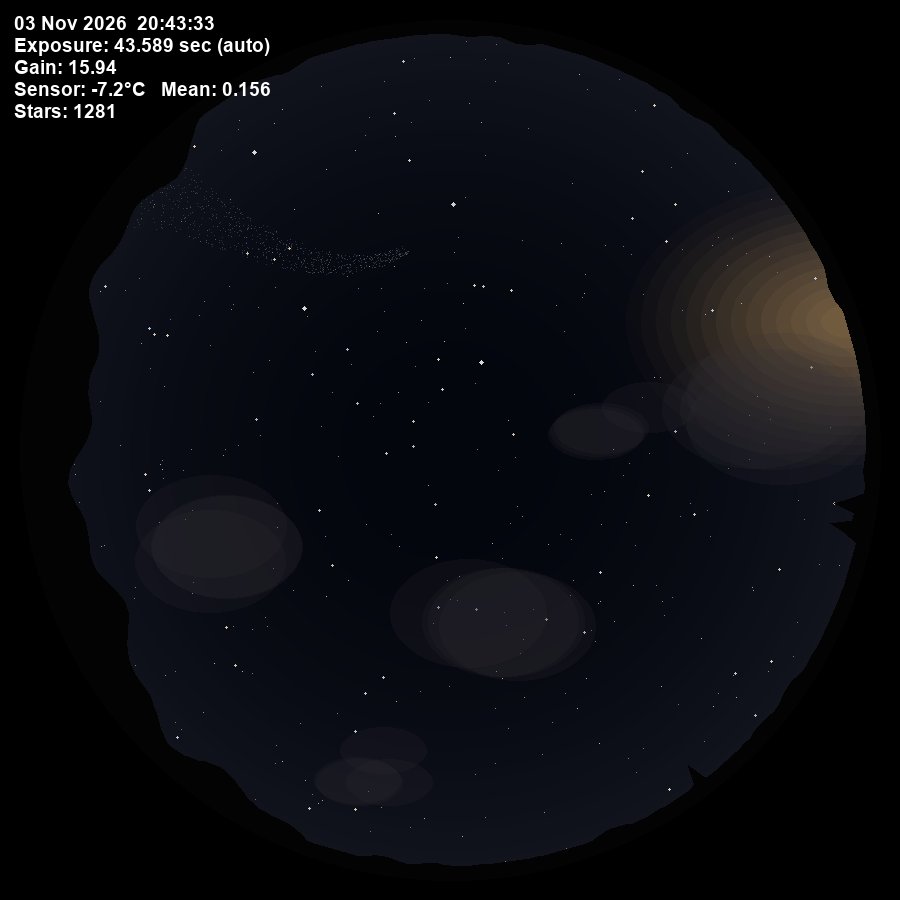 03 Nov 2026  20:43:33
Exposure: 43.589 sec (auto)
Gain: 15.94
Sensor: -7.2°C   Mean: 0.156
Stars: 1281